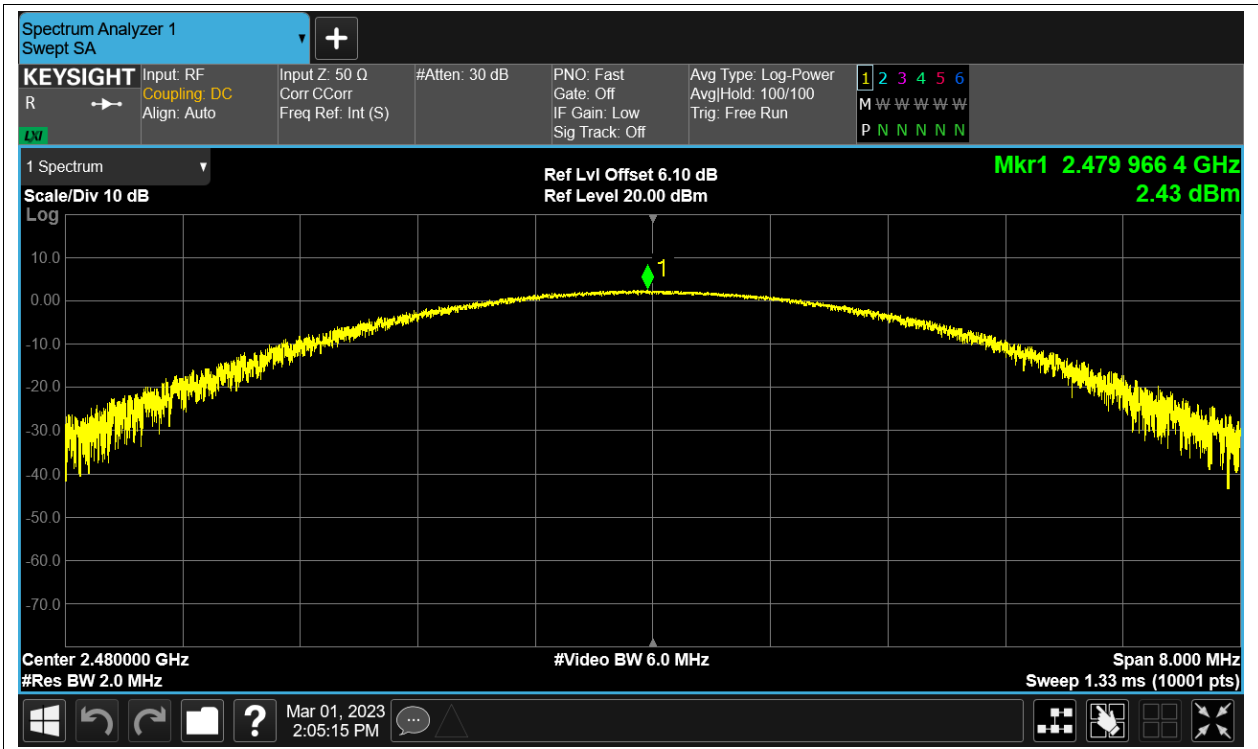 Spectrum Analyzer 1
Swept SA
KEYSIGHT
R
LXI
Input: RF
Coupling: DC
Align: Auto
Input Z: 50 Ω
Corr CCorr
Freq Ref: Int (S)
#Atten: 30 dB
PNO: Fast
Gate: Off
IF Gain: Low
Sig Track: Off
Avg Type: Log-Power
Avg|Hold: 100/100
Trig: Free Run
1 2 3 4 5 6
M W W W W W
P N N N N N
1 Spectrum
Scale/Div 10 dB
Log
Ref Lvl Offset 6.10 dB
Ref Level 20.00 dBm
Mkr1 2.479 966 4 GHz
2.43 dBm
1
10.0
0.00
-10.0
-20.0
-30.0
-40.0
-50.0
-60.0
-70.0
Center 2.480000 GHz
#Res BW 2.0 MHz
#Video BW 6.0 MHz
Span 8.000 MHz
Sweep 1.33 ms (10001 pts)
?
Mar 01, 2023
2:05:15 PM